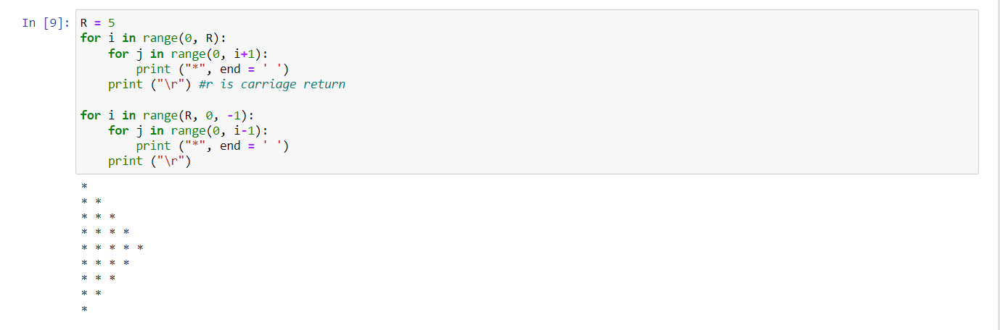 In [9]: R = 5
for i in range(0, R):
    for j in range(0, i+1):
        print ("*", end = ' ')
    print ("\r") #r is carriage return

for i in range(R, 0, -1):
    for j in range(0, i-1):
        print ("*", end = ' ')
    print ("\r")

*
* *
* * *
* * * *
* * * * *
* * * *
* * *
* *
*